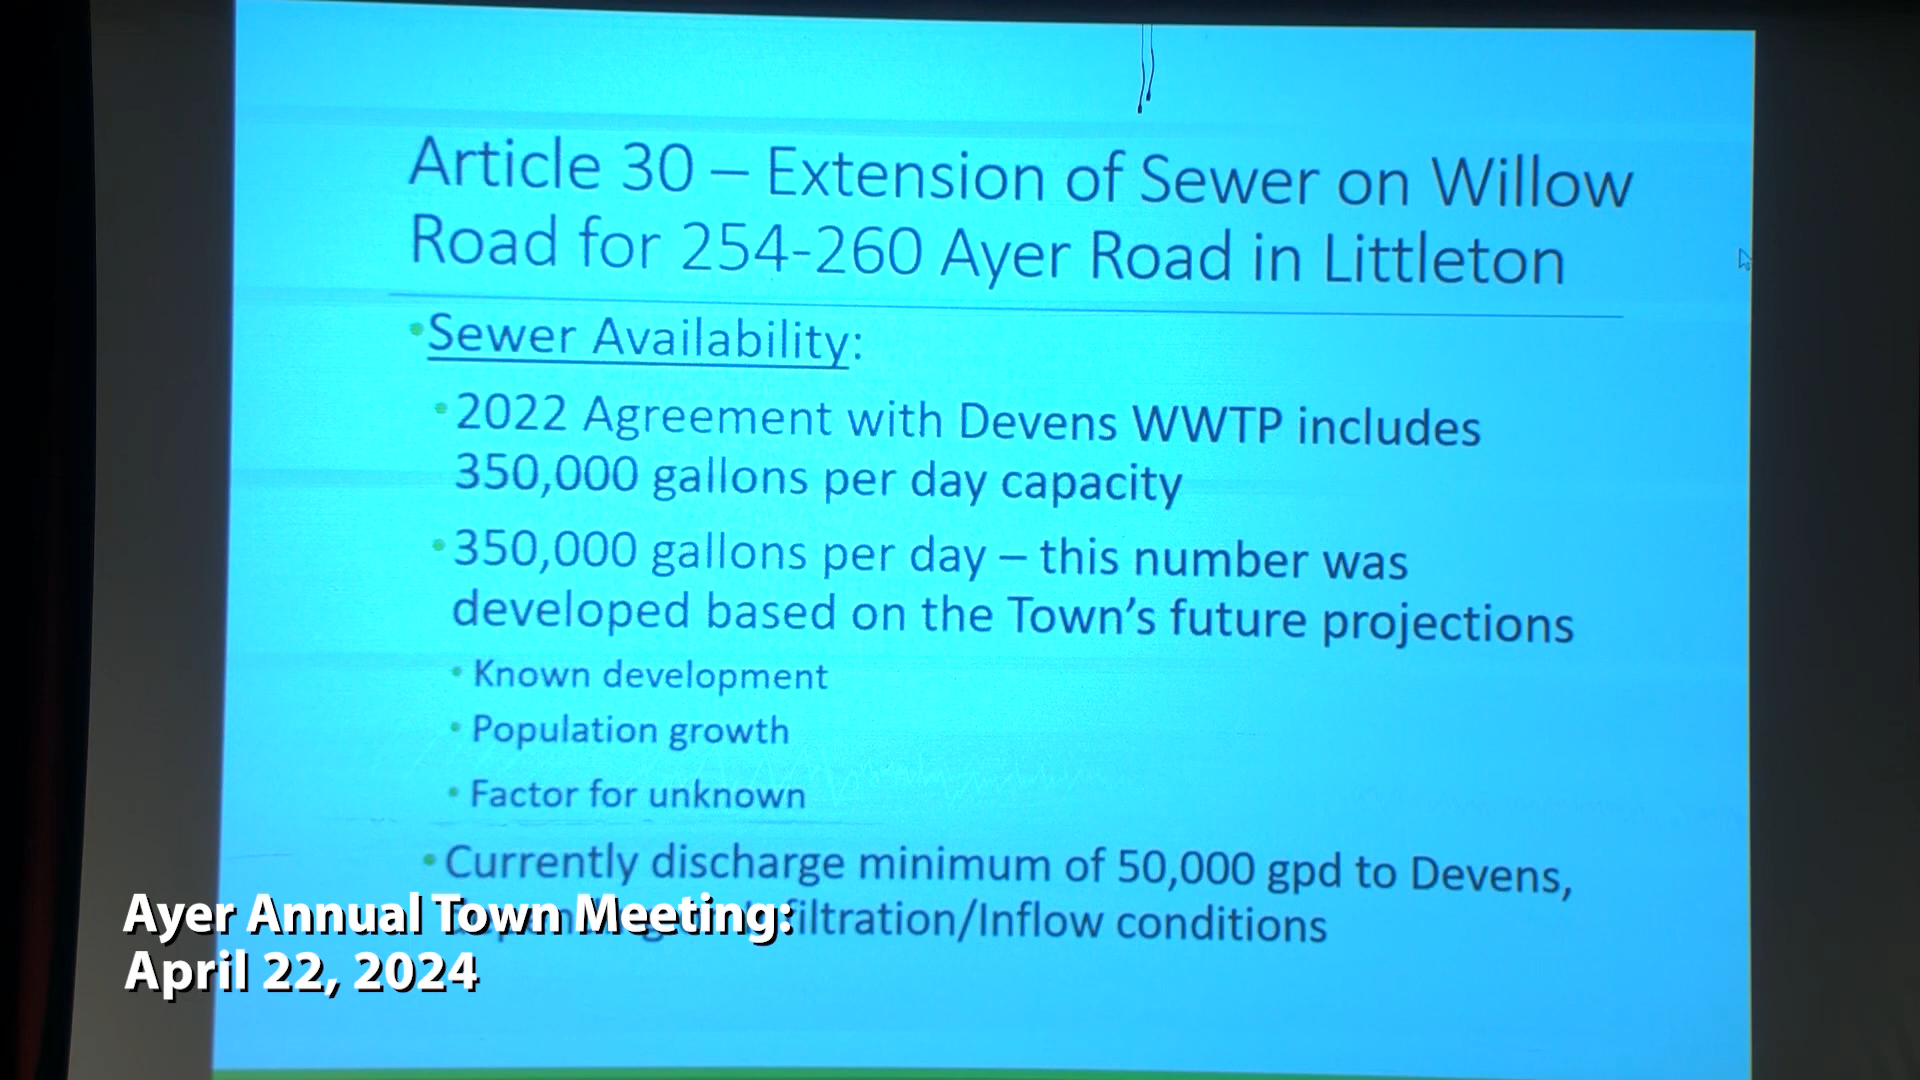 Article 30 – Extension of Sewer on Willow
Road for 254-260 Ayer Road in Littleton
•Sewer Availability:
•2022 Agreement with Devens WWTP includes
350,000 gallons per day capacity
•350,000 gallons per day – this number was
developed based on the Town's future projections
• Known development
• Population growth
• Factor for unknown
•Currently discharge minimum of 50,000 gpd to Devens,
filtration/Inflow conditions
Ayer Annual Town Meeting:
April 22, 2024